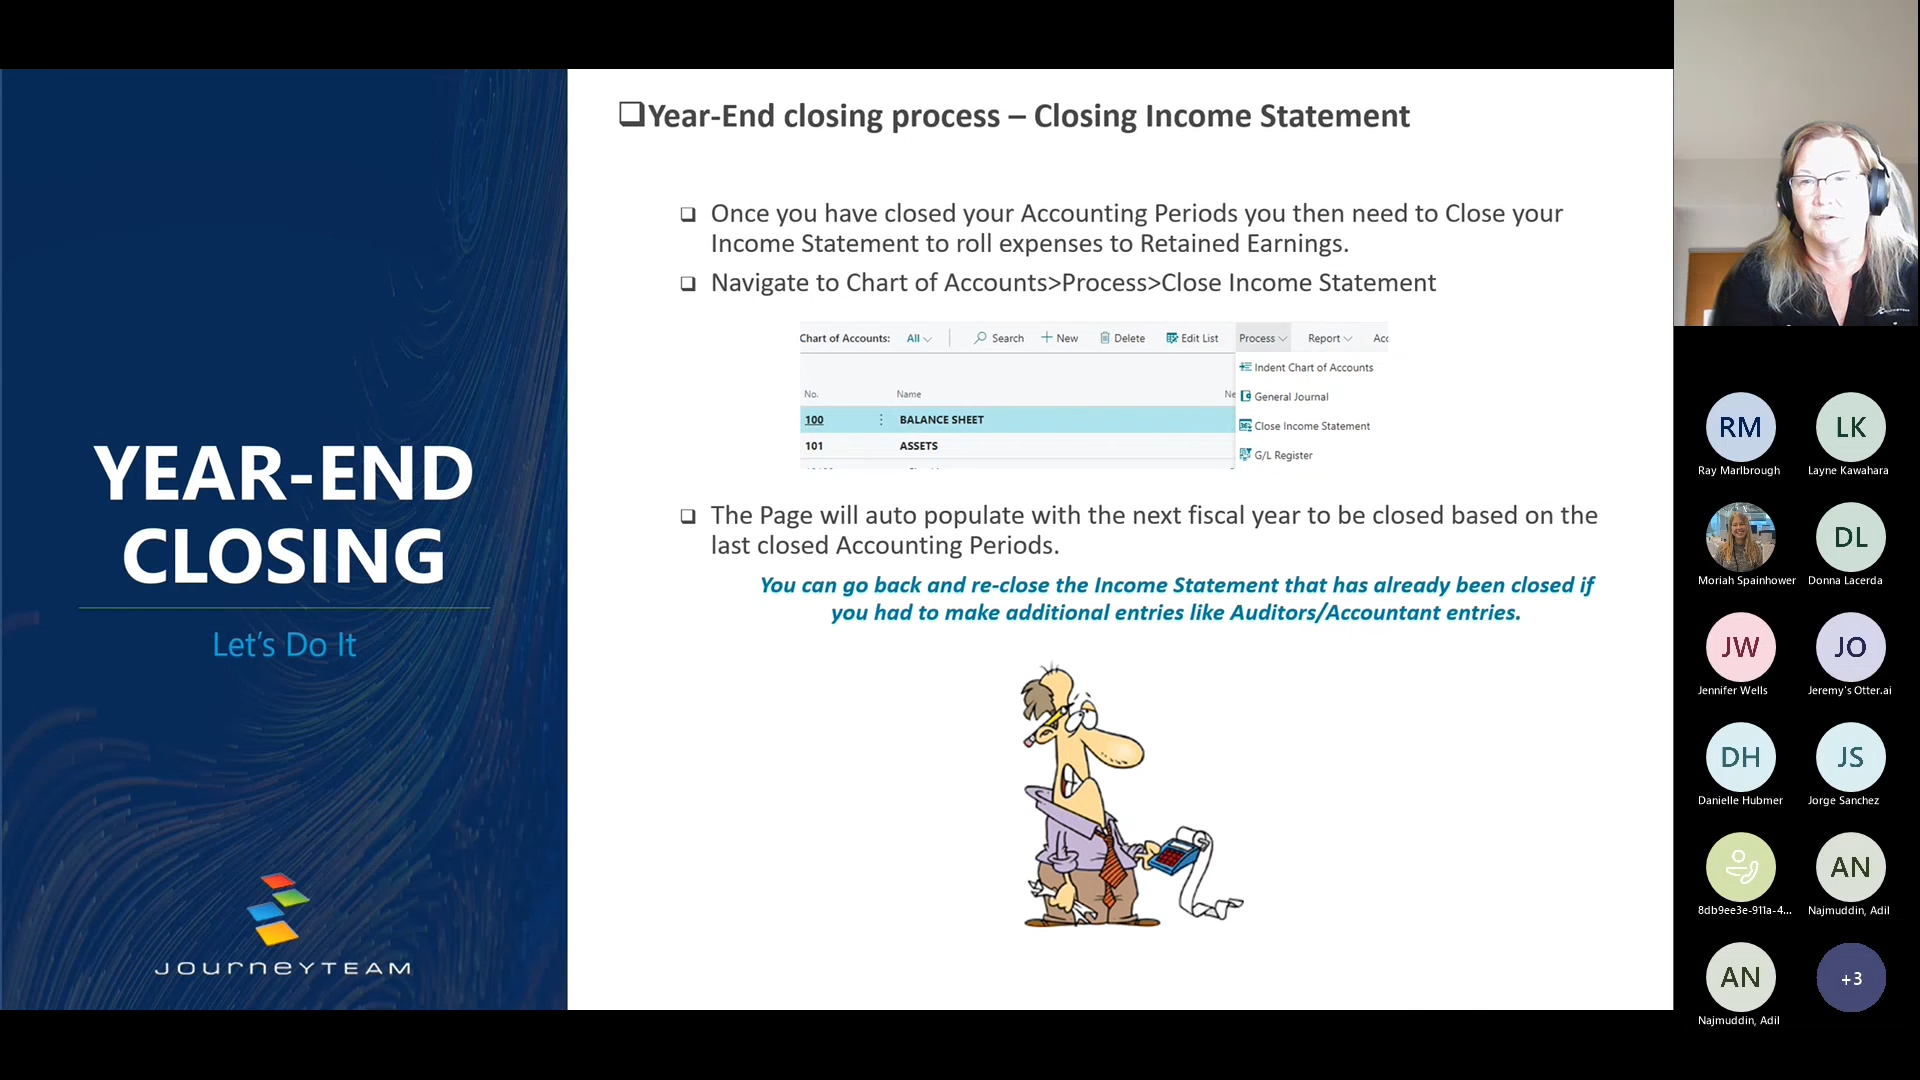 YEAR-END
CLOSING
Let's Do It
JOURNEYTEAM
Year-End closing process – Closing Income Statement
Once you have closed your Accounting Periods you then need to Close your
Income Statement to roll expenses to Retained Earnings.
Navigate to Chart of Accounts>Process>Close Income Statement
Chart of Accounts: All Search New Delete Edit List Process Report Acc
Indent Chart of Accounts
No. Name Ne
General Journal
100 BALANCE SHEET
Close Income Statement
101 ASSETS
G/L Register
The Page will auto populate with the next fiscal year to be closed based on the
last closed Accounting Periods.
You can go back and re-close the Income Statement that has already been closed if
you had to make additional entries like Auditors/Accountant entries.
RM LK
Ray Marlbrough Layne Kawahara
DL
Moriah Spainhower Donna Lacerda
JW JO
Jennifer Wells Jeremy's Otter.ai
DH JS
Danielle Hubmer Jorge Sanchez
AN
8db9ee3e-911a-4... Najmuddin, Adil
AN +3
Najmuddin, Adil